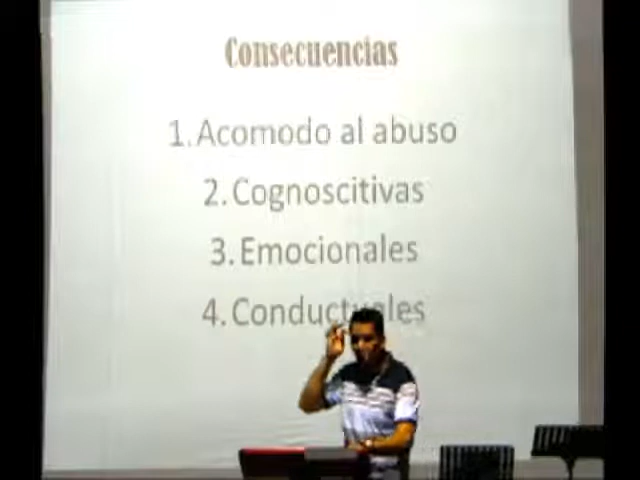 Consecuencias
1. Acomodo al abuso
2. Cognoscitivas
3. Emocionales
4. Conductuales